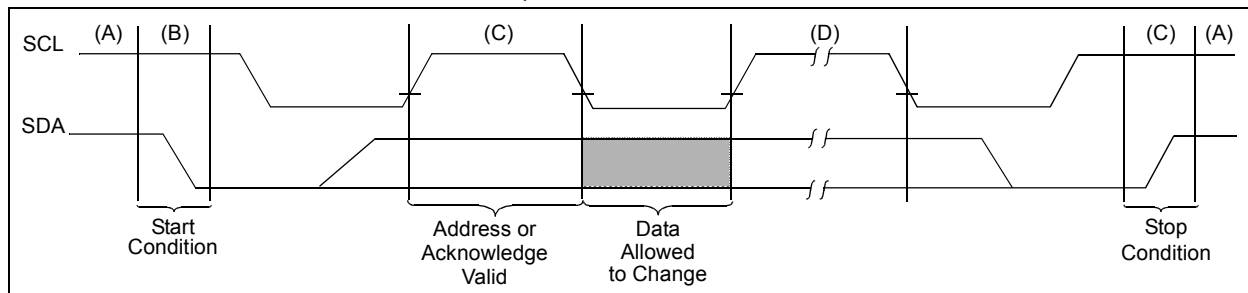 (A) (B) (C) (D) (C) (A)
SCL
SDA
Start
Condition
Address or
Acknowledge
Valid
Data
Allowed
to Change
Stop
Condition